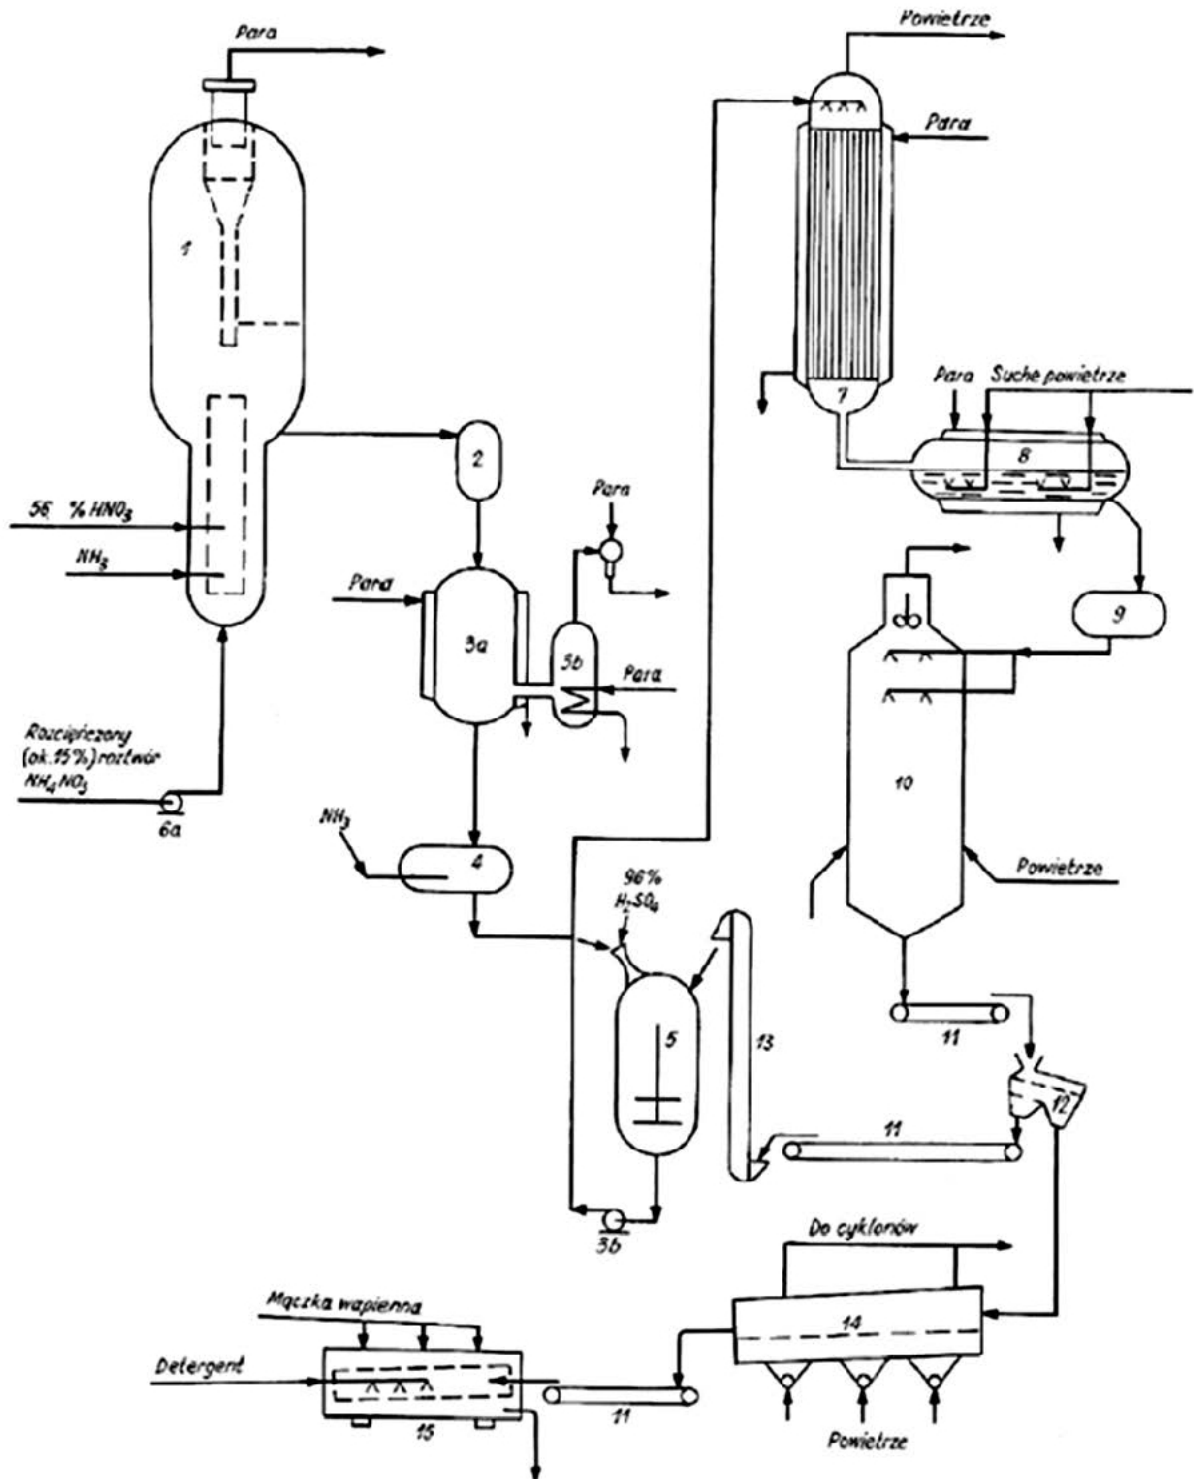 Para
Powietrze
Para
1
7
Para
Suche powietrze
8
2
56 % HNO3
NH3
Para
Para
3a
3b
Para
9
Rozcieńczony
(ok. 15%) roztwór
NH4NO3
6a
10
NH3
4
96%
H2SO4
Powietrze
5
13
11
12
11
3b
Do cyklonów
14
Mączka wapienna
Detergent
15
11
Powietrze